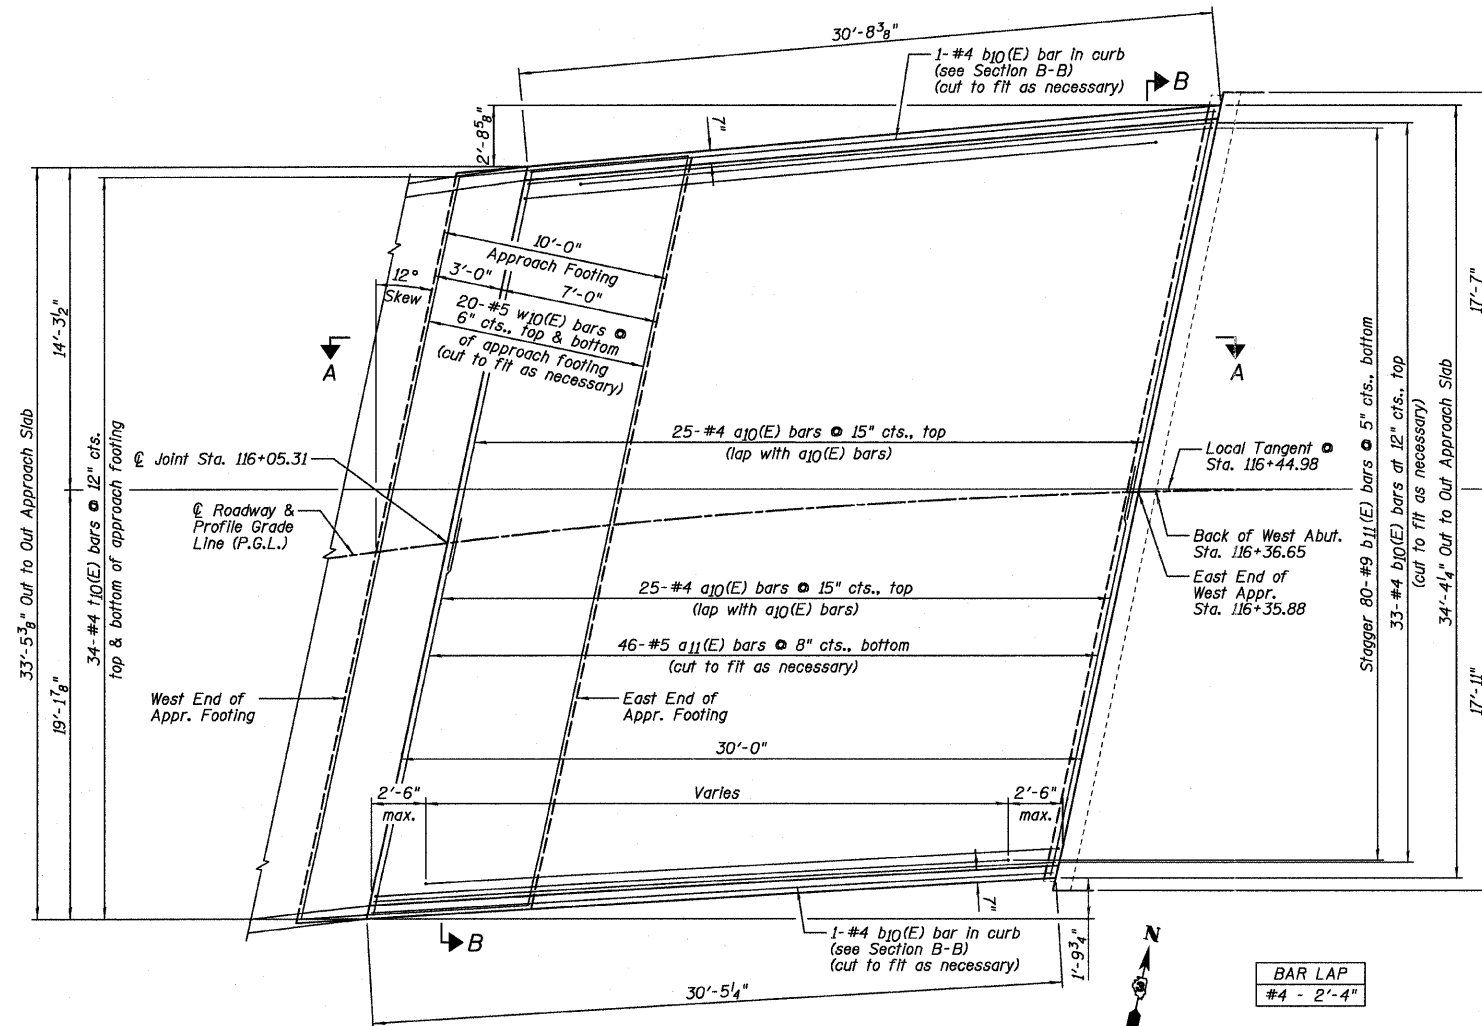 30'-8 3/8"
1-#4 b10(E) bar in curb
(see Section B-B)
(cut to fit as necessary)
B
2'-8 5/8"
7"
10'-0"
Approach Footing
3'-0"
7'-0"
12°
Skew
20-#5 w10(E) bars @
6" cts., top & bottom
of approach footing
(cut to fit as necessary)
A
A
14'-3 1/2"
17'-7"
33'-5 3/8" Out to Out Approach Slab
34-#4 t10(E) bars @ 12" cts.
top & bottom of approach footing
25-#4 a10(E) bars @ 15" cts., top
(lap with a10(E) bars)
℄ Joint Sta. 116+05.31
Local Tangent @
Sta. 116+44.98
℄ Roadway &
Profile Grade
Line (P.G.L.)
Back of West Abut.
Sta. 116+36.65
East End of
West Appr.
Sta. 116+35.88
Stagger 80-#9 b11(E) bars @ 5" cts., bottom
33-#4 b10(E) bars at 12" cts., top
(cut to fit as necessary)
34'-4 1/4" Out to Out Approach Slab
25-#4 a10(E) bars @ 15" cts., top
(lap with a10(E) bars)
46-#5 a11(E) bars @ 8" cts., bottom
(cut to fit as necessary)
19'-1 7/8"
17'-11"
West End of
Appr. Footing
East End of
Appr. Footing
30'-0"
2'-6"
max.
Varies
2'-6"
max.
7"
B
1-#4 b10(E) bar in curb
(see Section B-B)
(cut to fit as necessary)
1'-9 3/4"
30'-5 1/4"
N
BAR LAP
#4 - 2'-4"